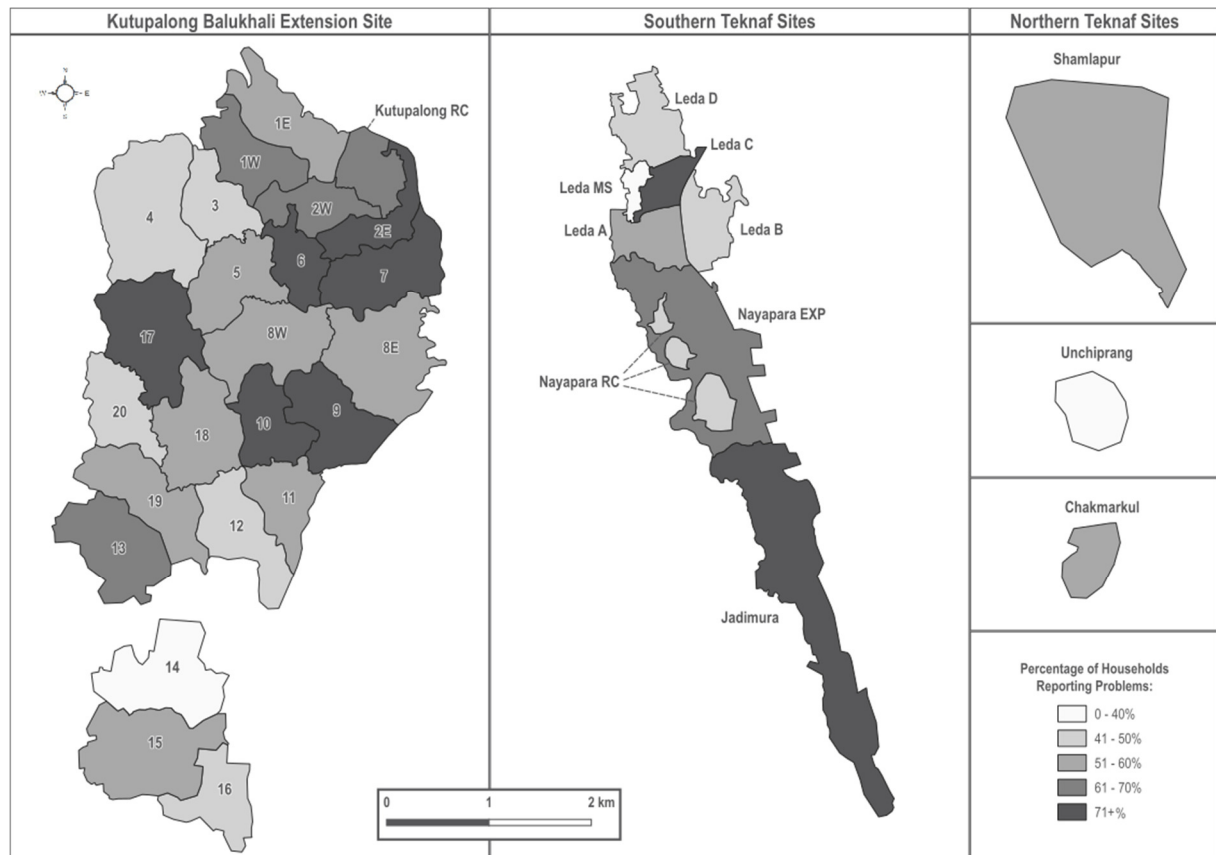 Kutupalong Balukhali Extension Site
Southern Teknaf Sites
Northern Teknaf Sites
N
W
E
S
1E
Kutupalong RC
1W
4
3
2W
2E
5
6
7
17
8W
8E
20
18
10
9
19
12
11
13
14
15
16
0
1
2 km
Leda D
Leda C
Leda MS
Leda A
Leda B
Nayapara EXP
Nayapara RC
Jadimura
Shamlapur
Unchiprang
Chakmarkul
Percentage of Households
Reporting Problems:
0 - 40%
41 - 50%
51 - 60%
61 - 70%
71+%